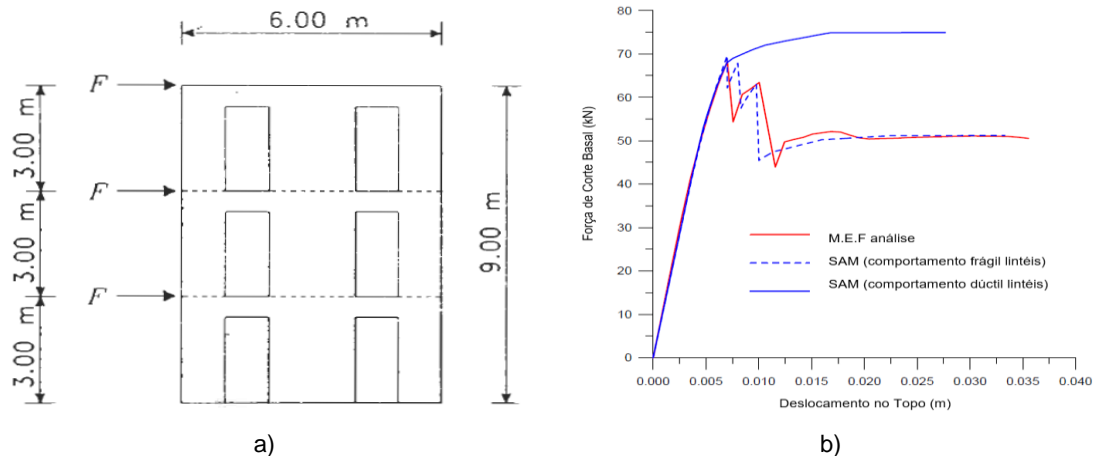 6.00 m
F
3.00 m
F
3.00 m
F
3.00 m
9.00 m
a)
Força de Corte Basal (kN)
80
70
60
50
40
30
20
10
0
M.E.F análise
SAM (comportamento frágil lintéis)
SAM (comportamento dúctil lintéis)
0.000 0.005 0.010 0.015 0.020 0.025 0.030 0.035 0.040
Deslocamento no Topo (m)
b)